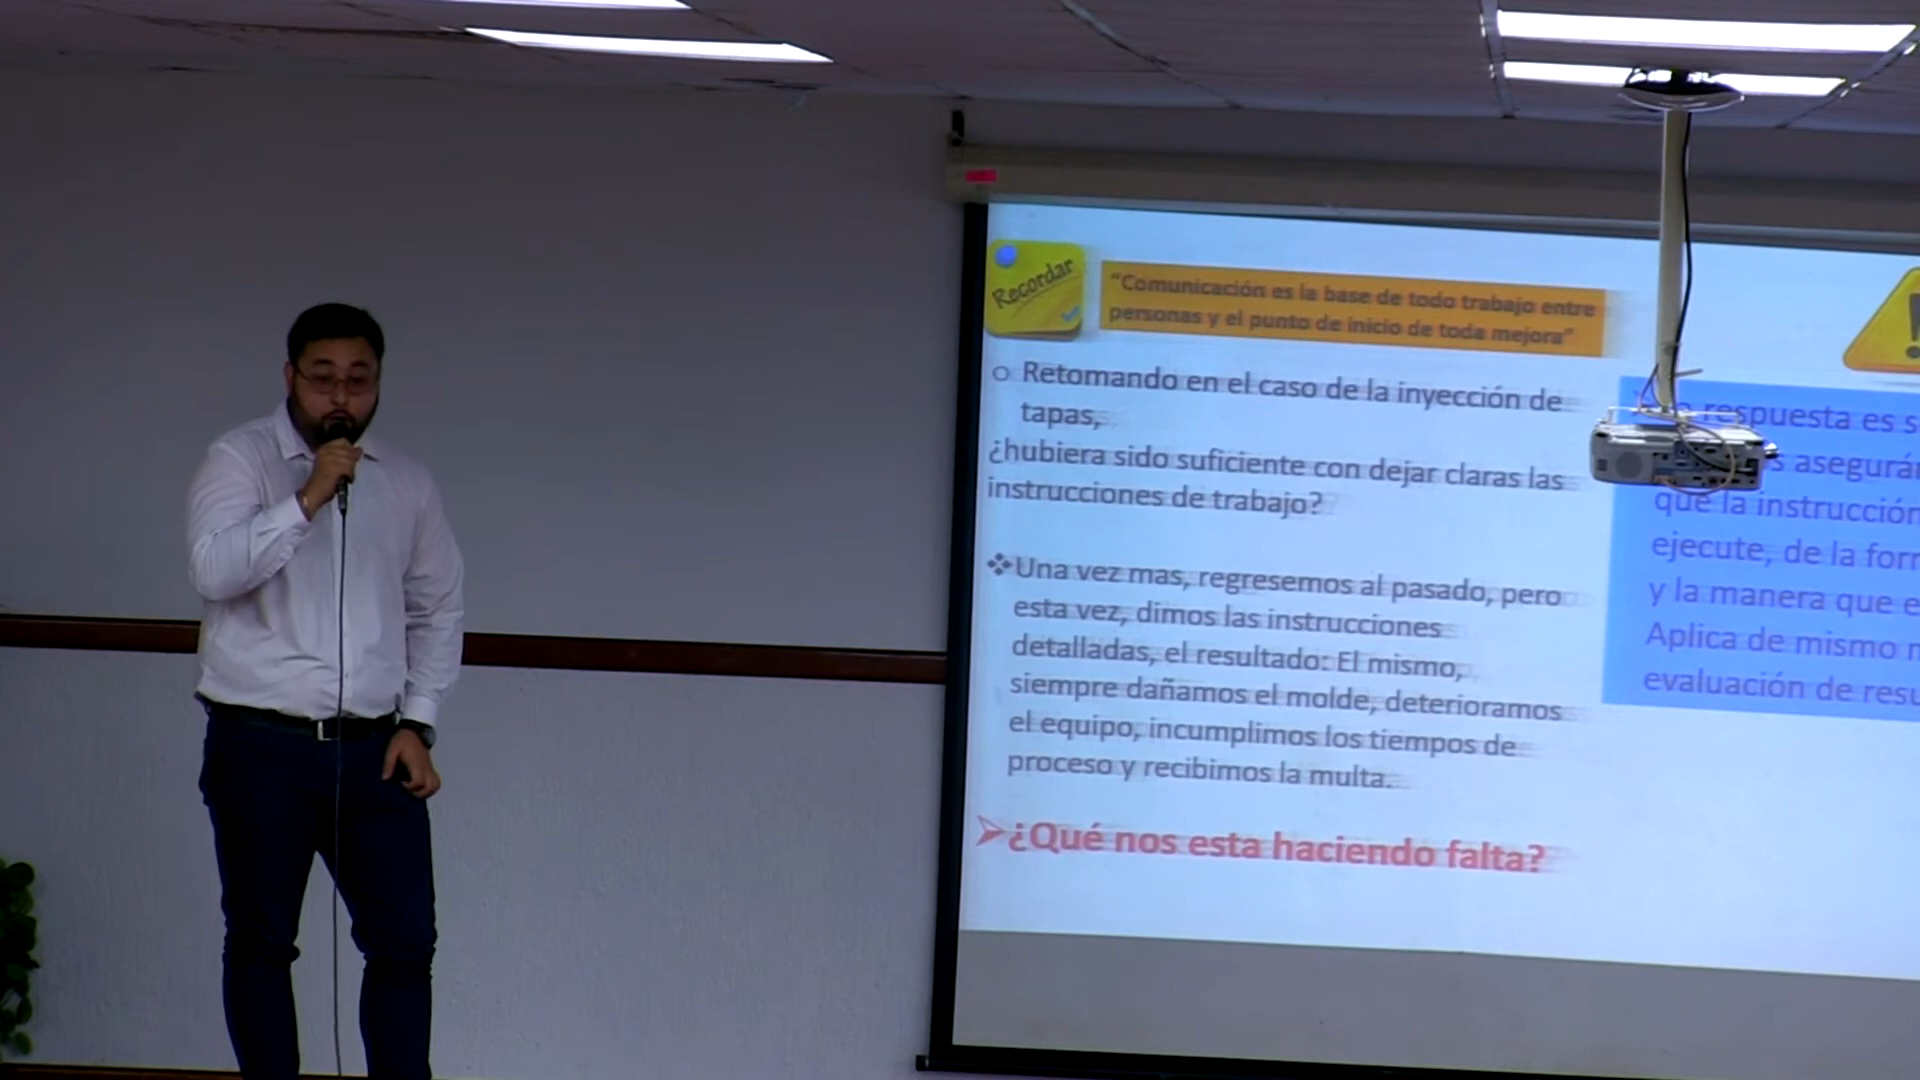 Recordar
"Comunicación es la base de todo trabajo entre
personas y el punto de inicio de toda mejora"
o Retomando en el caso de la inyección de
tapas,
¿hubiera sido suficiente con dejar claras las
instrucciones de trabajo?
❖Una vez mas, regresemos al pasado, pero
esta vez, dimos las instrucciones
detalladas, el resultado: El mismo,
siempre dañamos el molde, deterioramos
el equipo, incumplimos los tiempos de
proceso y recibimos la multa.
➢¿Qué nos esta haciendo falta?
!
respuesta es
que la instrucción
ejecute, de la
y la manera que
Aplica de mismo
evaluación de